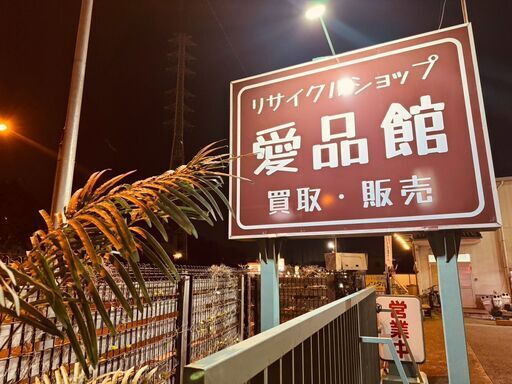 リサイクルショップ
愛品館
買取・販売
営業中